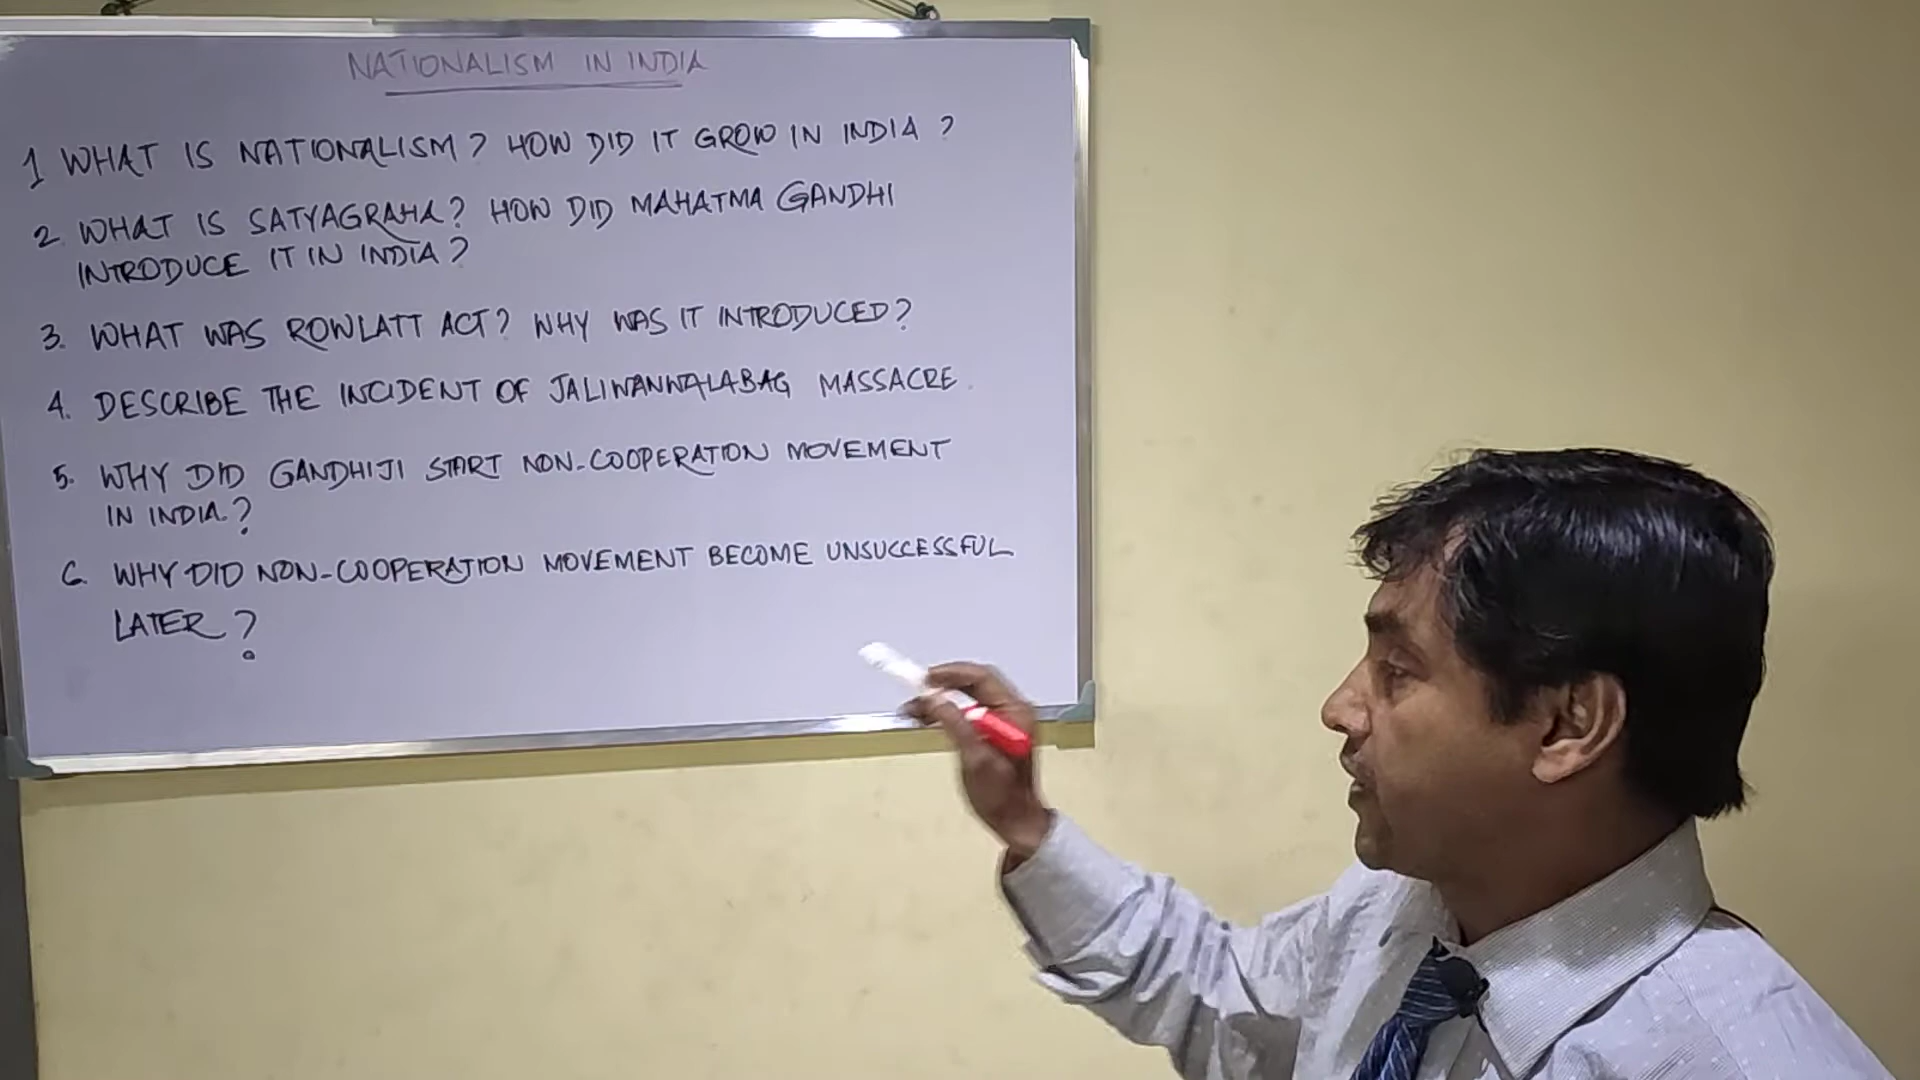 NATIONALISM IN INDIA
1 WHAT IS NATIONALISM? HOW DID IT GROW IN INDIA ?
2. WHAT IS SATYAGRAHA? HOW DID MAHATMA GANDHI
INTRODUCE IT IN INDIA ?
3. WHAT WAS ROWLATT ACT? WHY WAS IT INTRODUCED?
4. DESCRIBE THE INCIDENT OF JALIWANWALABAG MASSACRE.
5. WHY DID GANDHIJI START NON-COOPERATION MOVEMENT
IN INDIA.?
6. WHY DID NON-COOPERATION MOVEMENT BECOME UNSUCCESSFUL
LATER ?